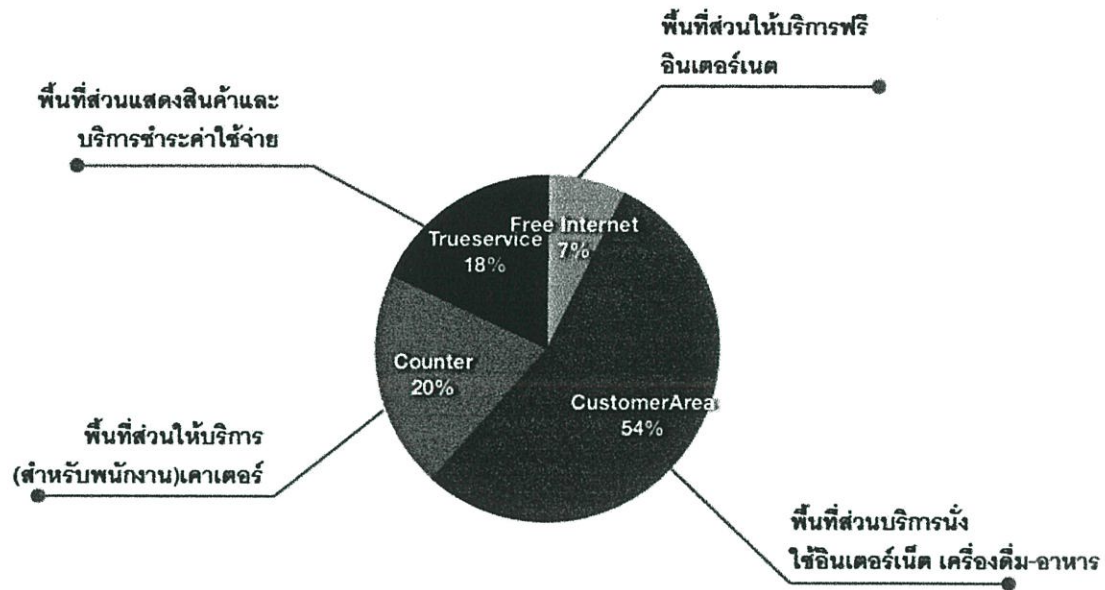 พื้นที่ส่วนให้บริการฟรี
อินเตอร์เนต
พื้นที่ส่วนแสดงสินค้าและ
บริการชำระค่าใช้จ่าย
Free Internet
7%
Trueservice
18%
Counter
20%
CustomerArea
54%
พื้นที่ส่วนให้บริการ
(สำหรับพนักงาน)เคาเตอร์
พื้นที่ส่วนบริการนั่ง
ใช้อินเตอร์เน็ต เครื่องดื่ม-อาหาร